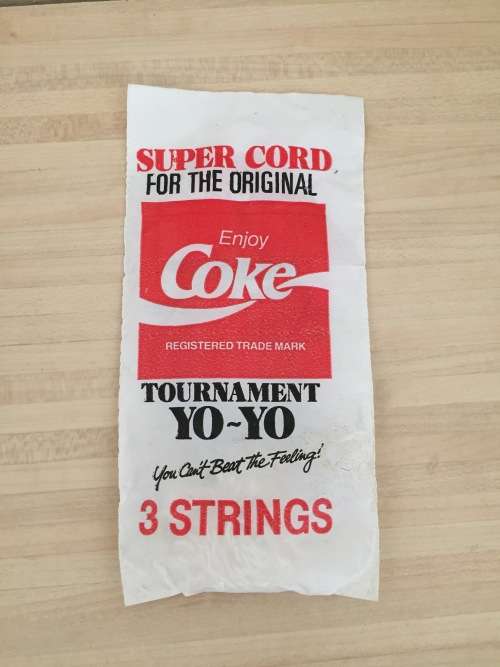 SUPER CORD
FOR THE ORIGINAL
Enjoy
Coke
REGISTERED TRADE MARK
TOURNAMENT
YO~YO
You Can't Beat The Feeling!
3 STRINGS